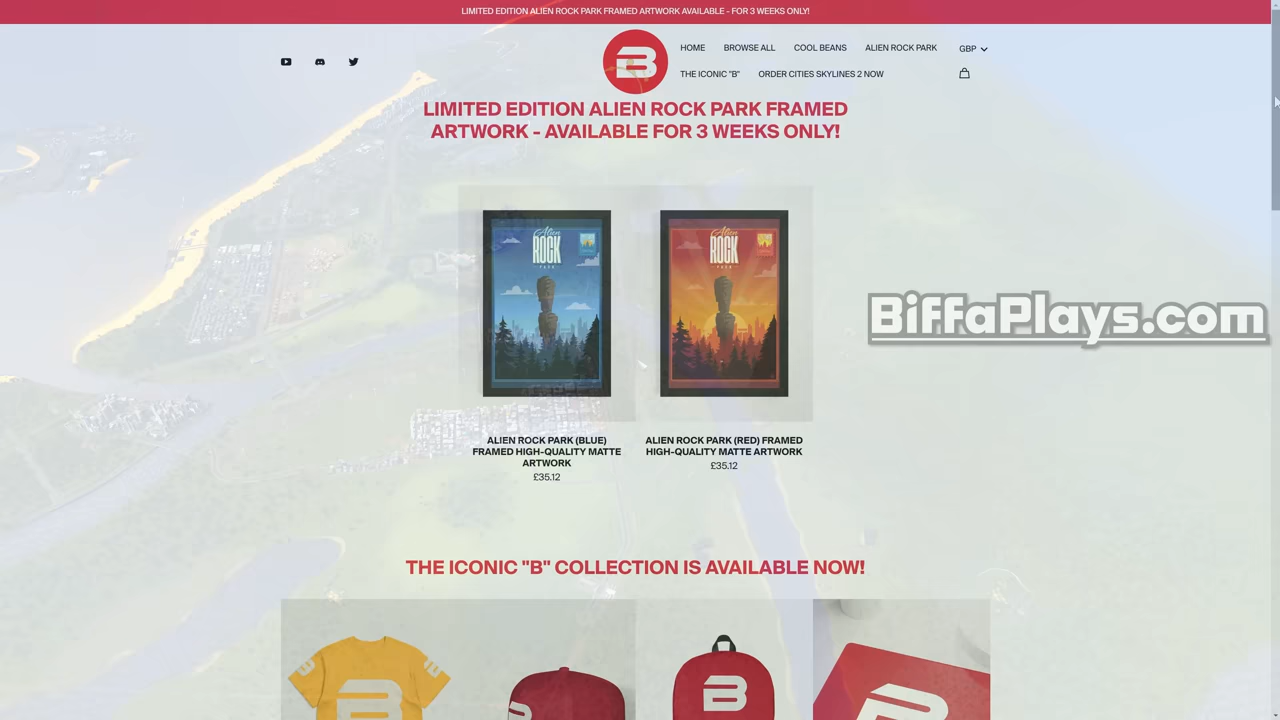 LIMITED EDITION ALIEN ROCK PARK FRAMED ARTWORK AVAILABLE - FOR 3 WEEKS ONLY!
B
HOME BROWSE ALL COOL BEANS ALIEN ROCK PARK GBP
THE ICONIC "B" ORDER CITIES SKYLINES 2 NOW
LIMITED EDITION ALIEN ROCK PARK FRAMED
ARTWORK - AVAILABLE FOR 3 WEEKS ONLY!
Alien
ROCK
PARK
Alien
ROCK
PARK
BiffaPlays.com
ALIEN ROCK PARK (BLUE)
FRAMED HIGH-QUALITY MATTE
ARTWORK
£35.12
ALIEN ROCK PARK (RED) FRAMED
HIGH-QUALITY MATTE ARTWORK
£35.12
THE ICONIC "B" COLLECTION IS AVAILABLE NOW!
B
B
B